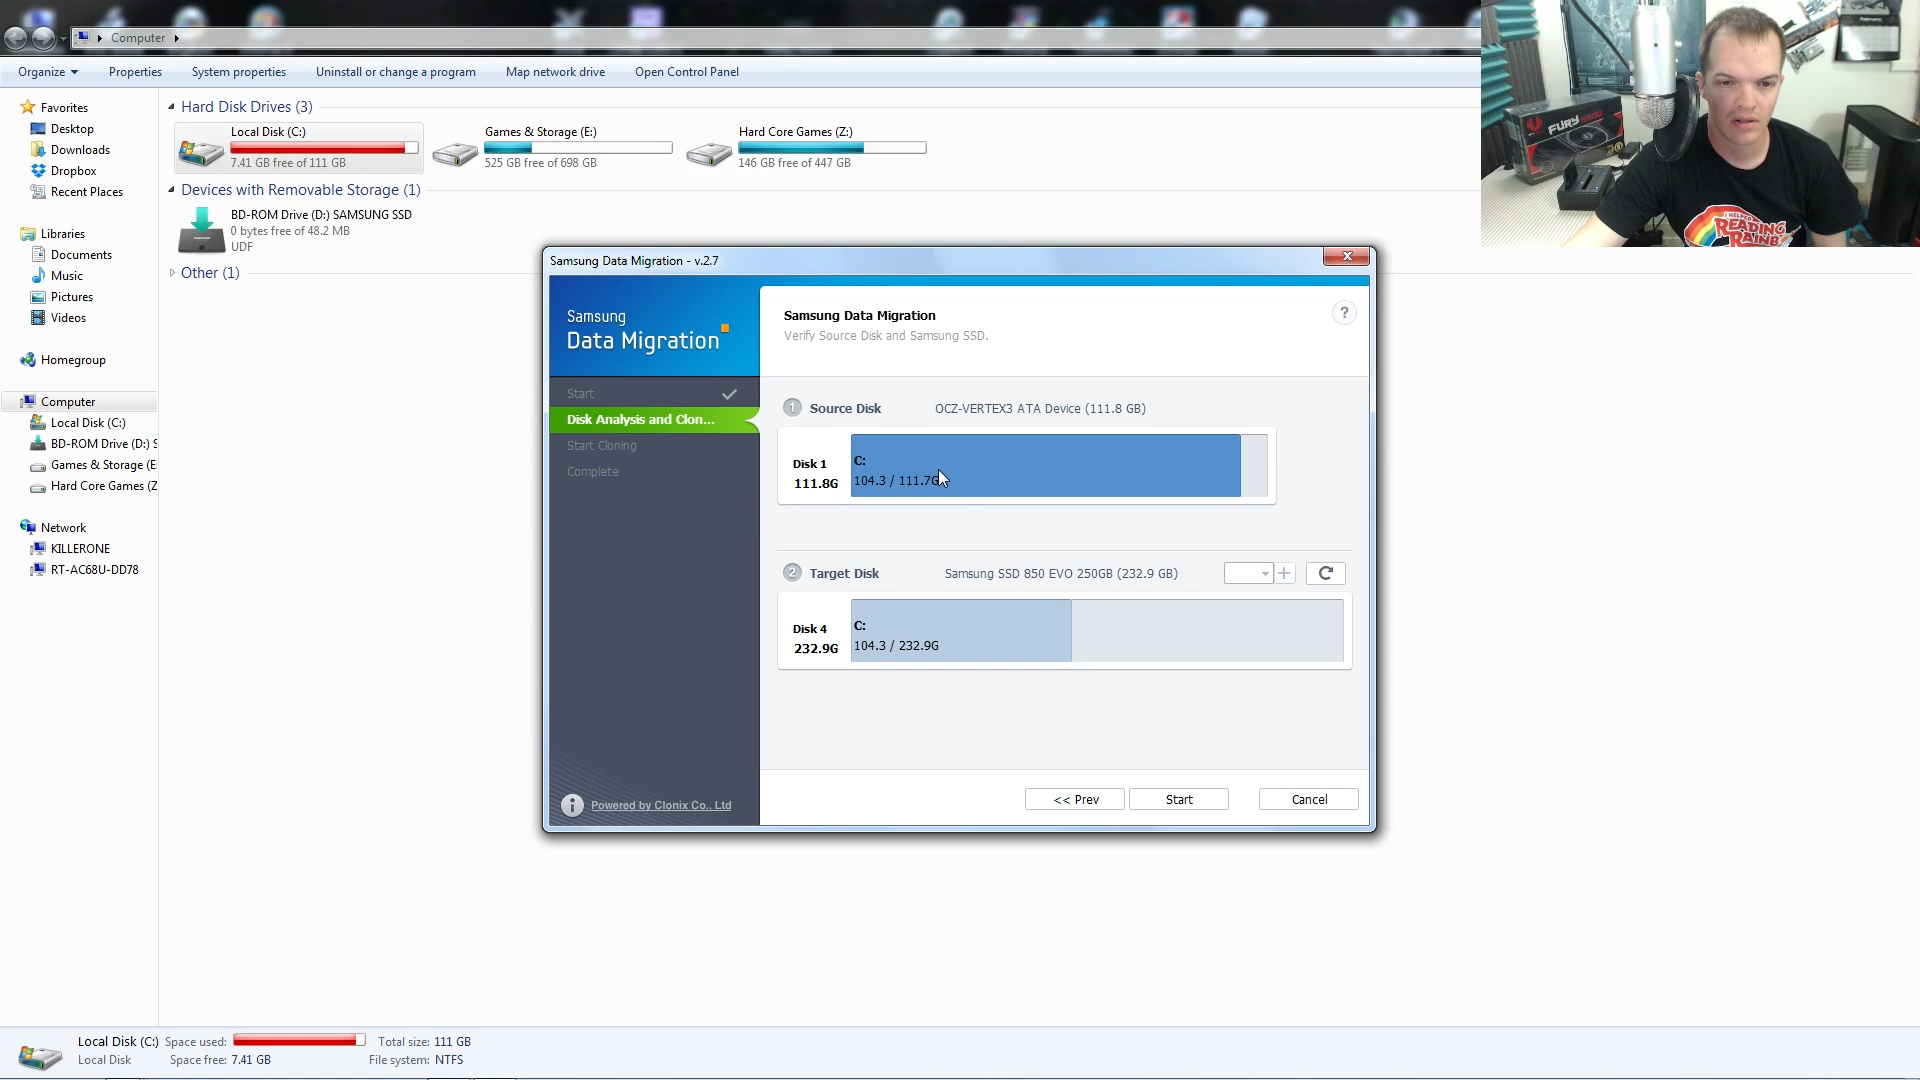 Computer
Organize
Properties
System properties
Uninstall or change a program
Map network drive
Open Control Panel
Favorites
Desktop
Downloads
Dropbox
Recent Places
Libraries
Documents
Music
Pictures
Videos
Homegroup
Computer
Local Disk (C:)
BD-ROM Drive (D:) S
Games & Storage (E:
Hard Core Games (Z
Network
KILLERONE
RT-AC68U-DD78
Hard Disk Drives (3)
Local Disk (C:)
7.41 GB free of 111 GB
Games & Storage (E:)
525 GB free of 698 GB
Hard Core Games (Z:)
146 GB free of 447 GB
Devices with Removable Storage (1)
BD-ROM Drive (D:) SAMSUNG SSD
0 bytes free of 48.2 MB
UDF
Other (1)
Samsung Data Migration - v.2.7
Samsung
Data Migration
Start
Disk Analysis and Clon...
Start Cloning
Complete
Powered by Clonix Co., Ltd
Samsung Data Migration
Verify Source Disk and Samsung SSD.
?
1 Source Disk OCZ-VERTEX3 ATA Device (111.8 GB)
Disk 1
111.8G
C:
104.3 / 111.7G
2 Target Disk Samsung SSD 850 EVO 250GB (232.9 GB)
Disk 4
232.9G
C:
104.3 / 232.9G
<< Prev
Start
Cancel
FURY
READING
RAINB
Local Disk (C:) Space used: Total size: 111 GB
Local Disk Space free: 7.41 GB File system: NTFS